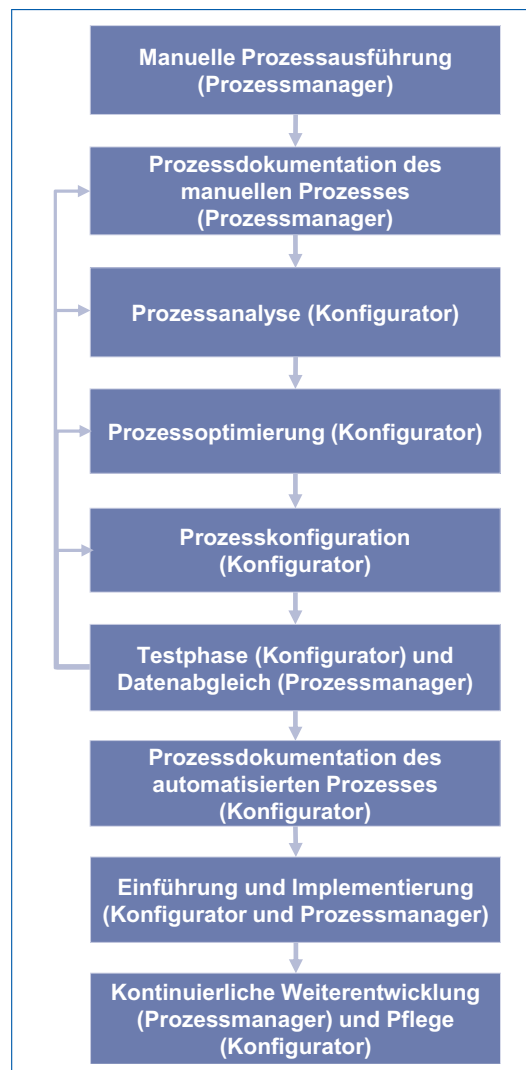 Manuelle Prozessausführung
(Prozessmanager)
Prozessdokumentation des
manuellen Prozesses
(Prozessmanager)
Prozessanalyse (Konfigurator)
Prozessoptimierung (Konfigurator)
Prozesskonfiguration
(Konfigurator)
Testphase (Konfigurator) und
Datenabgleich (Prozessmanager)
Prozessdokumentation des
automatisierten Prozesses
(Konfigurator)
Einführung und Implementierung
(Konfigurator und Prozessmanager)
Kontinuierliche Weiterentwicklung
(Prozessmanager) und Pflege
(Konfigurator)